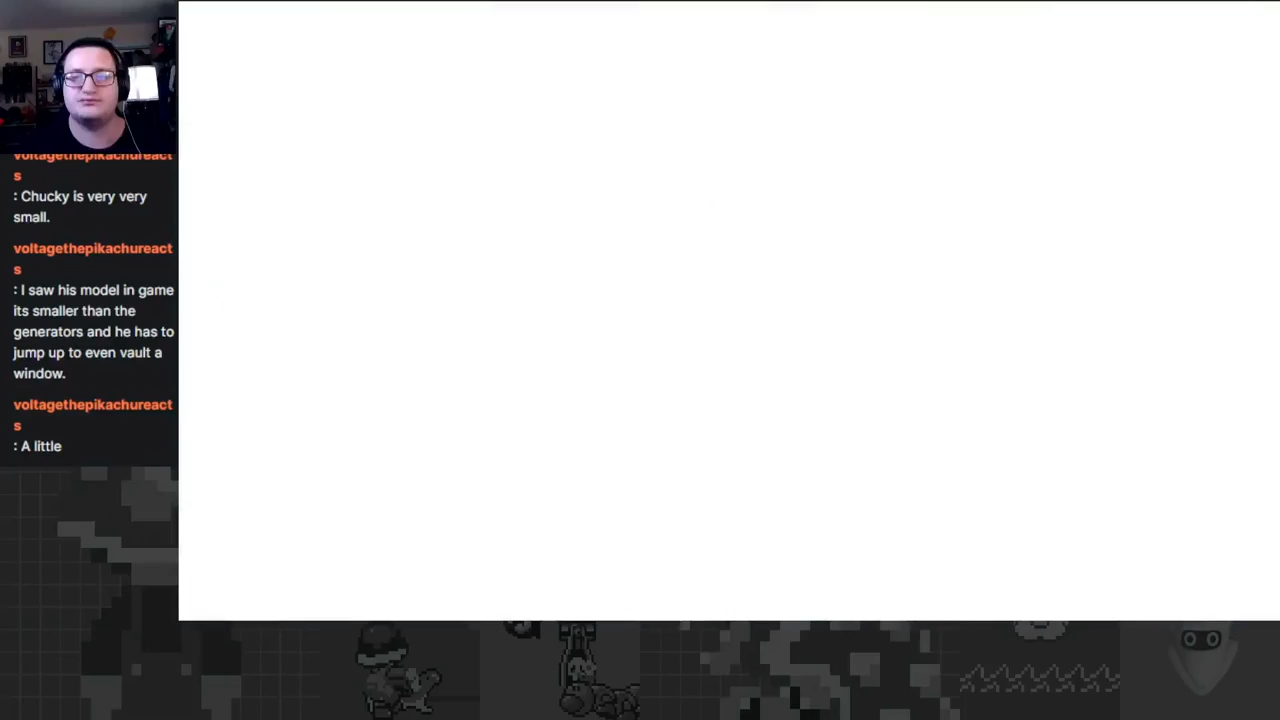 voltagethepikachureact
s
: Chucky is very very
small.
voltagethepikachureact
s
: I saw his model in game
its smaller than the
generators and he has to
jump up to even vault a
window.
voltagethepikachureact
s
: A little